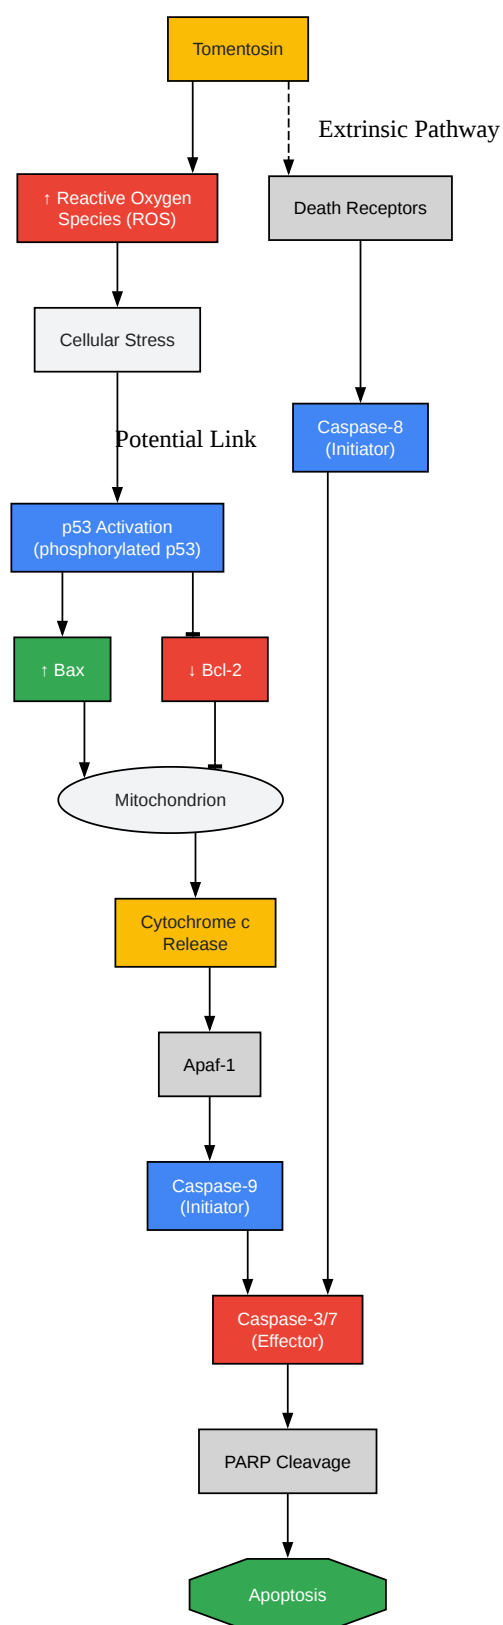 Tomentosin
Extrinsic Pathway
↑ Reactive Oxygen
Species (ROS)
Death Receptors
Cellular Stress
Potential Link
Caspase-8
(Initiator)
p53 Activation
(phosphorylated p53)
↑ Bax
↓ Bcl-2
Mitochondrion
Cytochrome c
Release
Apaf-1
Caspase-9
(Initiator)
Caspase-3/7
(Effector)
PARP Cleavage
Apoptosis